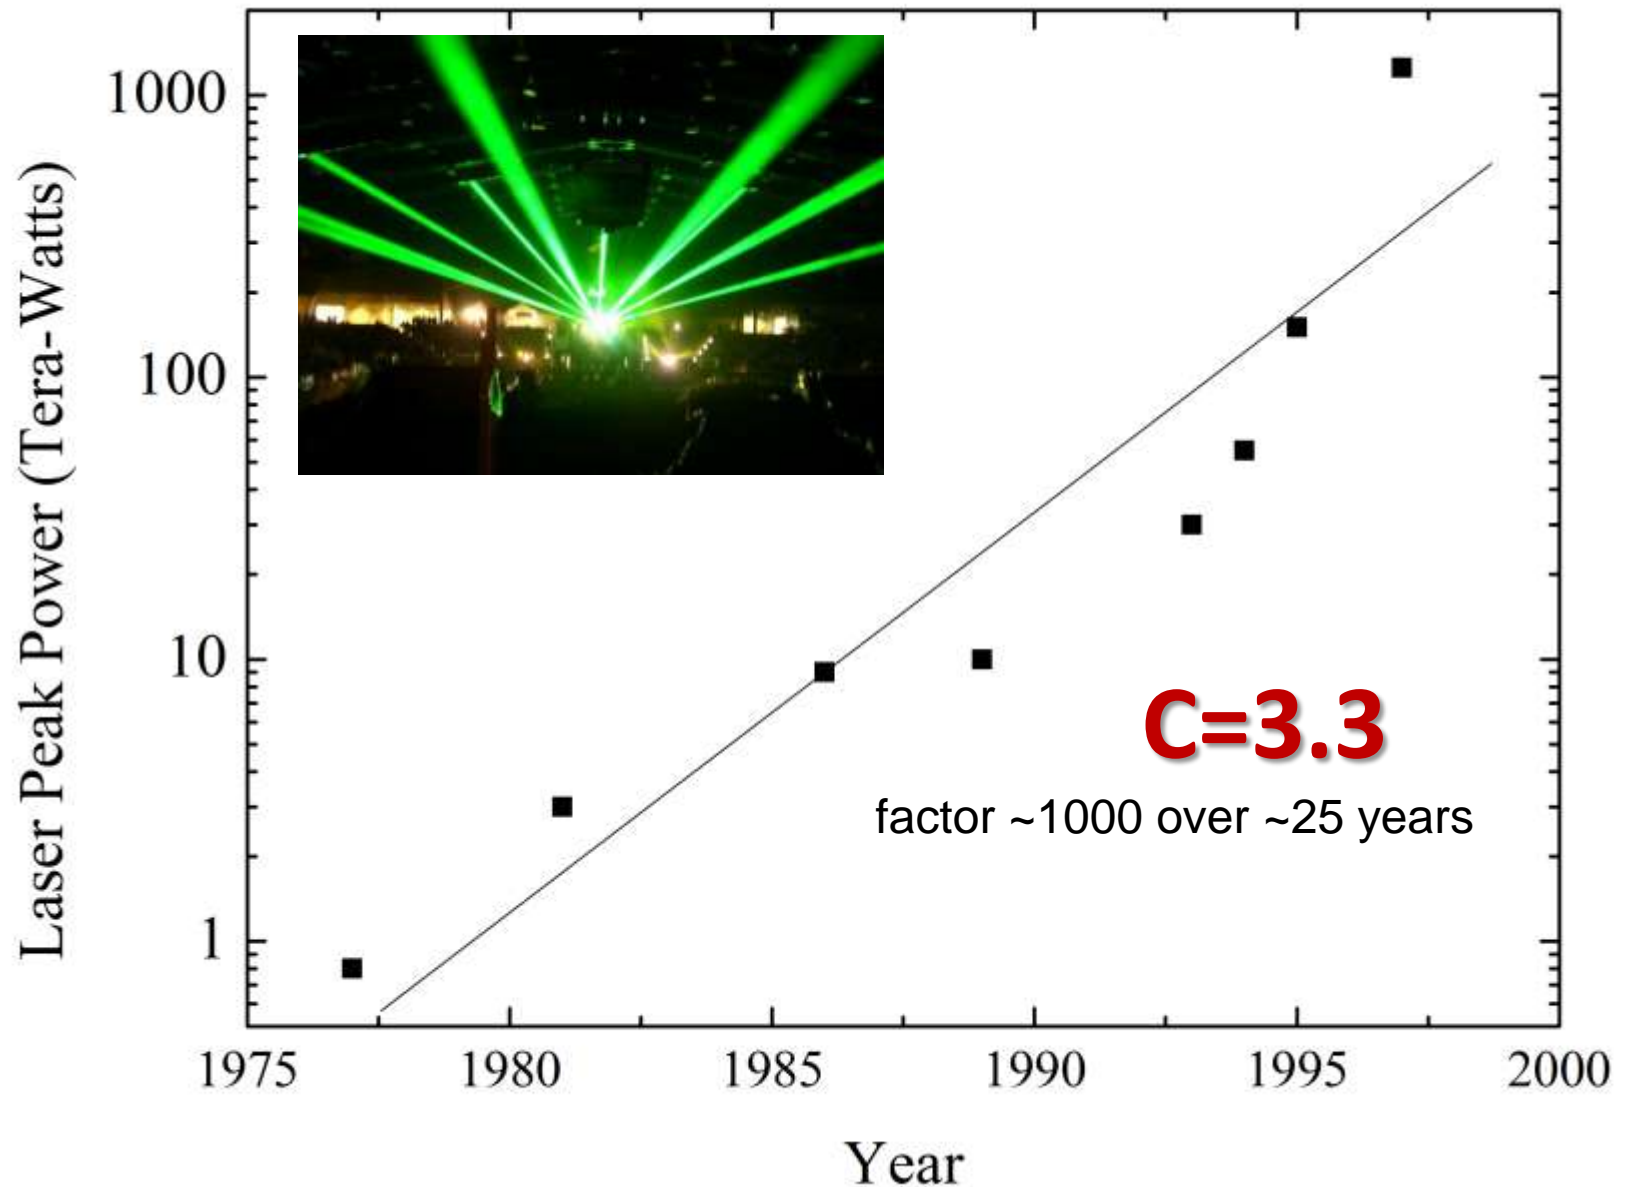 Laser Peak Power (Tera-Watts)
1000
100
10
1
C=3.3
factor ~1000 over ~25 years
1975 1980 1985 1990 1995 2000
Year